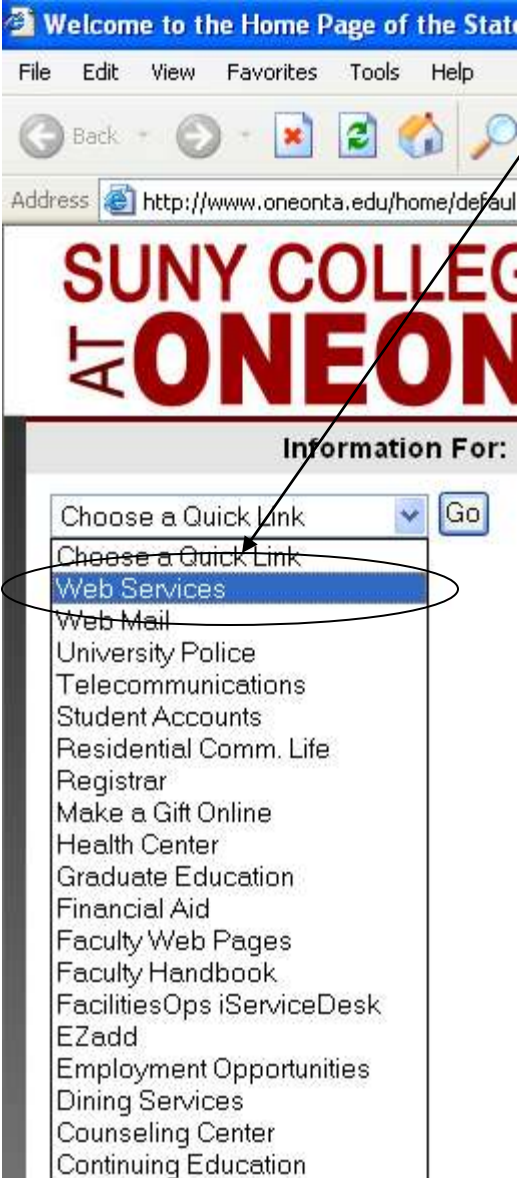 Welcome to the Home Page of the State
File Edit View Favorites Tools Help
Back
Address http://www.oneonta.edu/home/defaul
SUNY COLLEG
AT ONEON
Information For:
Choose a Quick Link Go
Choose a Quick Link
Web Services
Web Mail
University Police
Telecommunications
Student Accounts
Residential Comm. Life
Registrar
Make a Gift Online
Health Center
Graduate Education
Financial Aid
Faculty Web Pages
Faculty Handbook
FacilitiesOps iServiceDesk
EZadd
Employment Opportunities
Dining Services
Counseling Center
Continuing Education